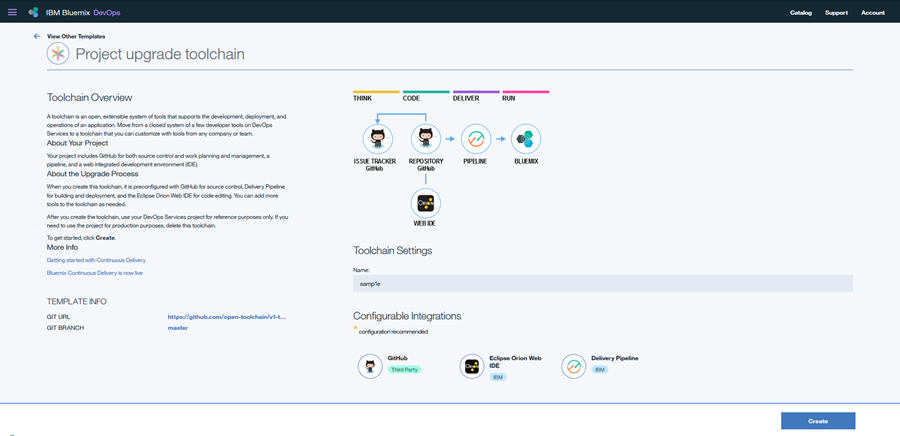 IBM Bluemix DevOps
Catalog Support Account
View Other Templates
Project upgrade toolchain
Toolchain Overview
A toolchain is an open, extensible system of tools that supports the development, deployment, and
operations of an application. Move from a closed system of a few developer tools on DevOps
Services to a toolchain that you can customize with tools from any company or team.
About Your Project
Your project includes GitHub for both source control and work planning and management, a
pipeline, and a web integrated development environment (IDE).
About the Upgrade Process
When you create this toolchain, it is preconfigured with GitHub for source control, Delivery Pipeline
for building and deployment, and the Eclipse Orion Web IDE for code editing. You can add more
tools to the toolchain as needed.
After you create the toolchain, use your DevOps Services project for reference purposes only. If you
need to use the project for production purposes, delete this toolchain.
To get started, click Create.
More Info
Getting started with Continuous Delivery
Bluemix Continuous Delivery is now live
TEMPLATE INFO
GIT URL https://github.com/open-toolchain/v1-t...
GIT BRANCH master
THINK CODE DELIVER RUN
ISSUE TRACKER REPOSITORY PIPELINE BLUEMIX
GitHub GitHub
ORION
WEB IDE
Toolchain Settings
Name:
samp1e
Configurable Integrations
* configuration recommended
GitHub
Third Party
ORION
Eclipse Orion Web
IDE
IBM
Delivery Pipeline
IBM
Create